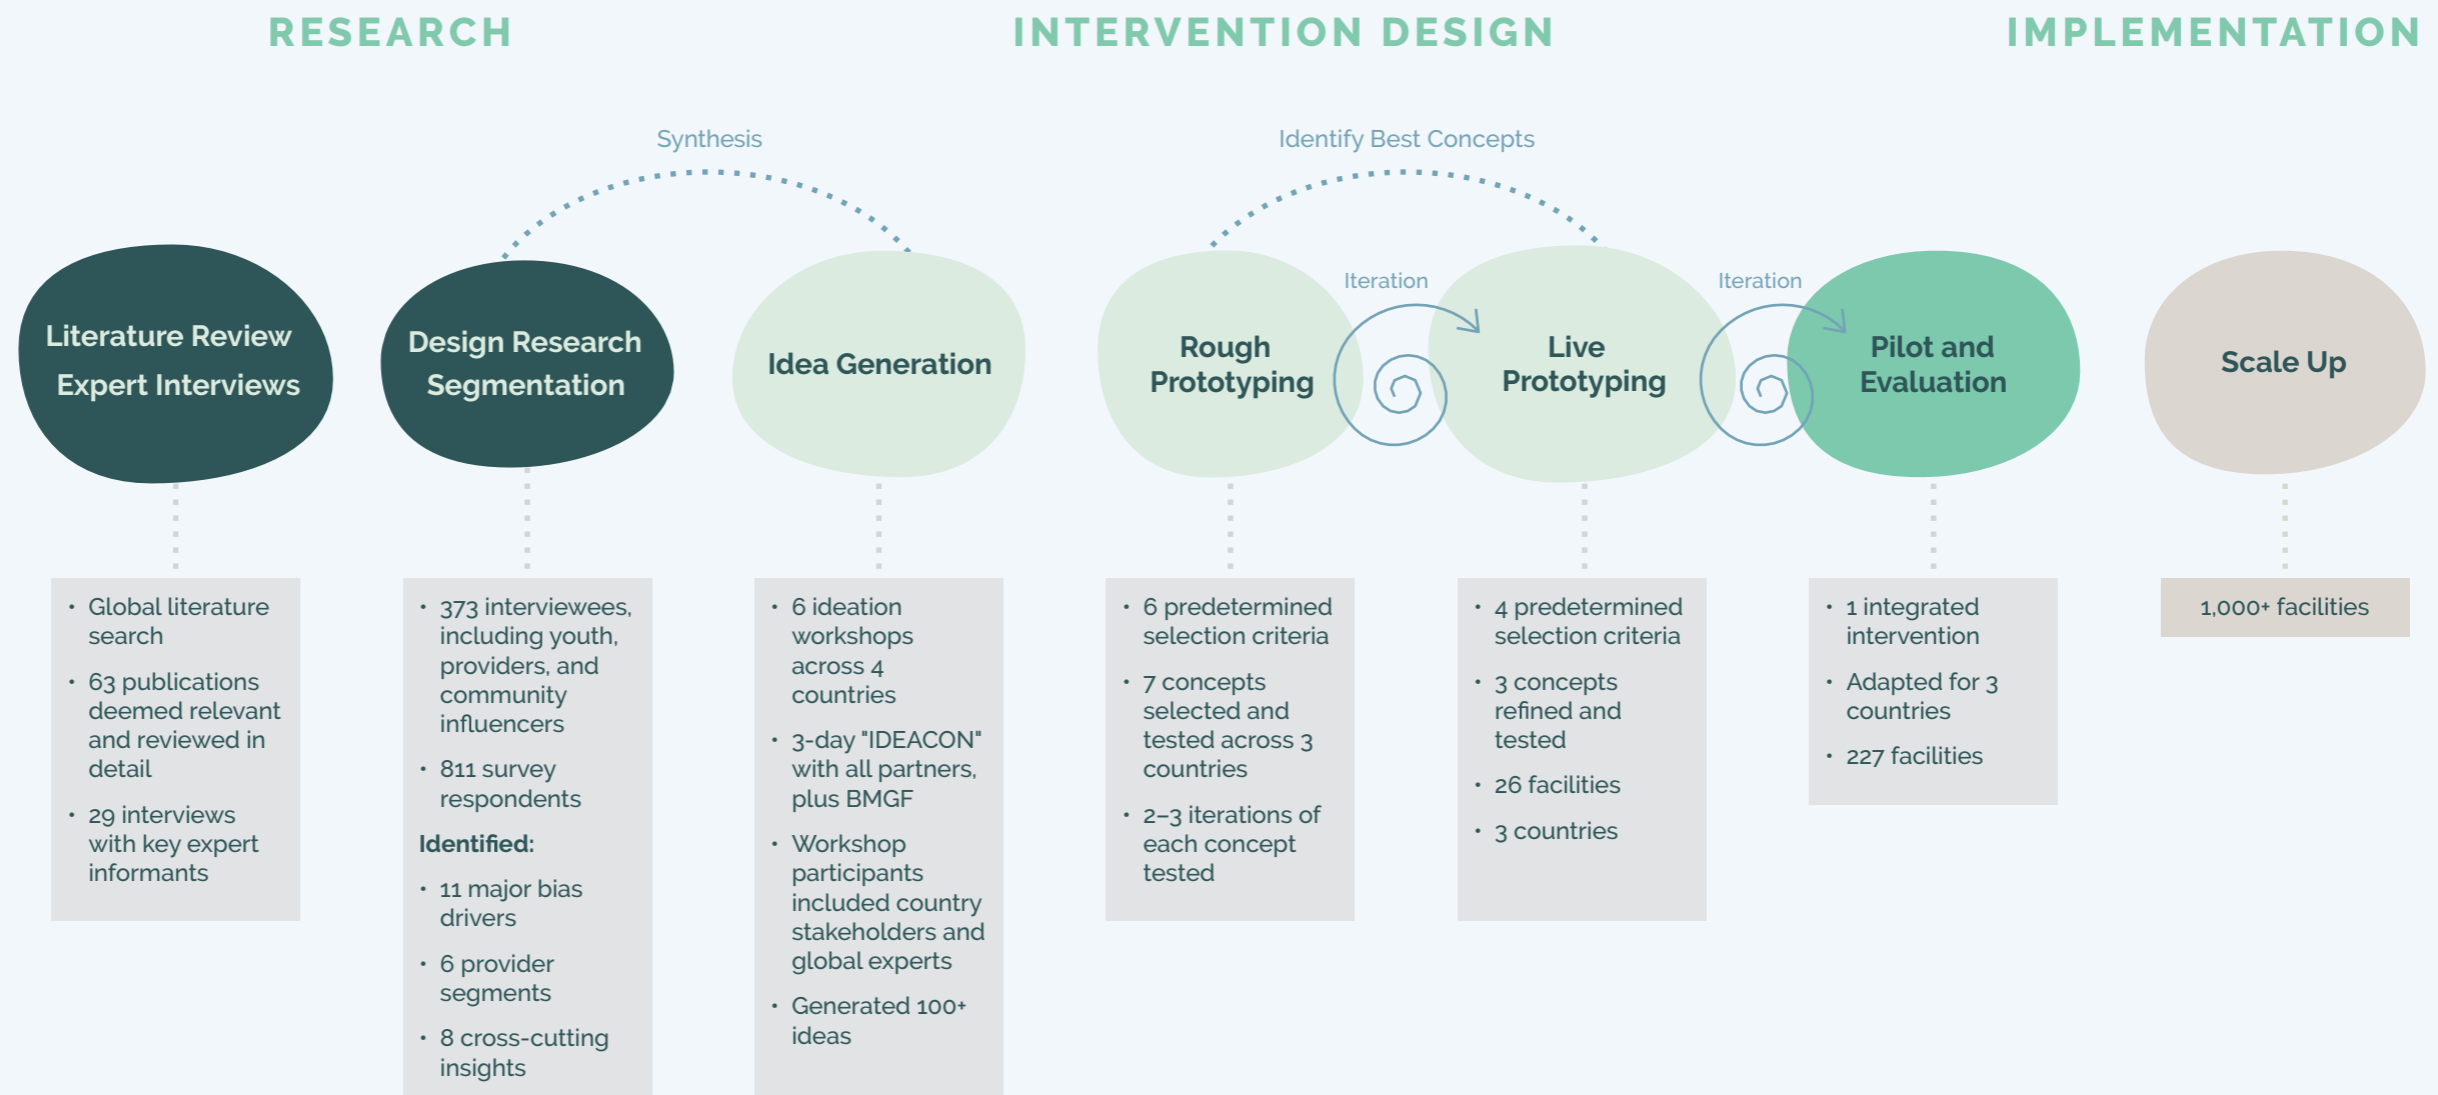 RESEARCH
INTERVENTION DESIGN
IMPLEMENTATION
Synthesis
Identify Best Concepts
Iteration
Iteration
Literature Review
Expert Interviews
Design Research
Segmentation
Idea Generation
Rough
Prototyping
Live
Prototyping
Pilot and
Evaluation
Scale Up
• Global literature
search
• 63 publications
deemed relevant
and reviewed in
detail
• 29 interviews
with key expert
informants
• 373 interviewees,
including youth,
providers, and
community
influencers
• 811 survey
respondents
Identified:
• 11 major bias
drivers
• 6 provider
segments
• 8 cross-cutting
insights
• 6 ideation
workshops
across 4
countries
• 3-day "IDEACON"
with all partners,
plus BMGF
• Workshop
participants
included country
stakeholders and
global experts
• Generated 100+
ideas
• 6 predetermined
selection criteria
• 7 concepts
selected and
tested across 3
countries
• 2–3 iterations of
each concept
tested
• 4 predetermined
selection criteria
• 3 concepts
refined and
tested
• 26 facilities
• 3 countries
• 1 integrated
intervention
• Adapted for 3
countries
• 227 facilities
1,000+ facilities